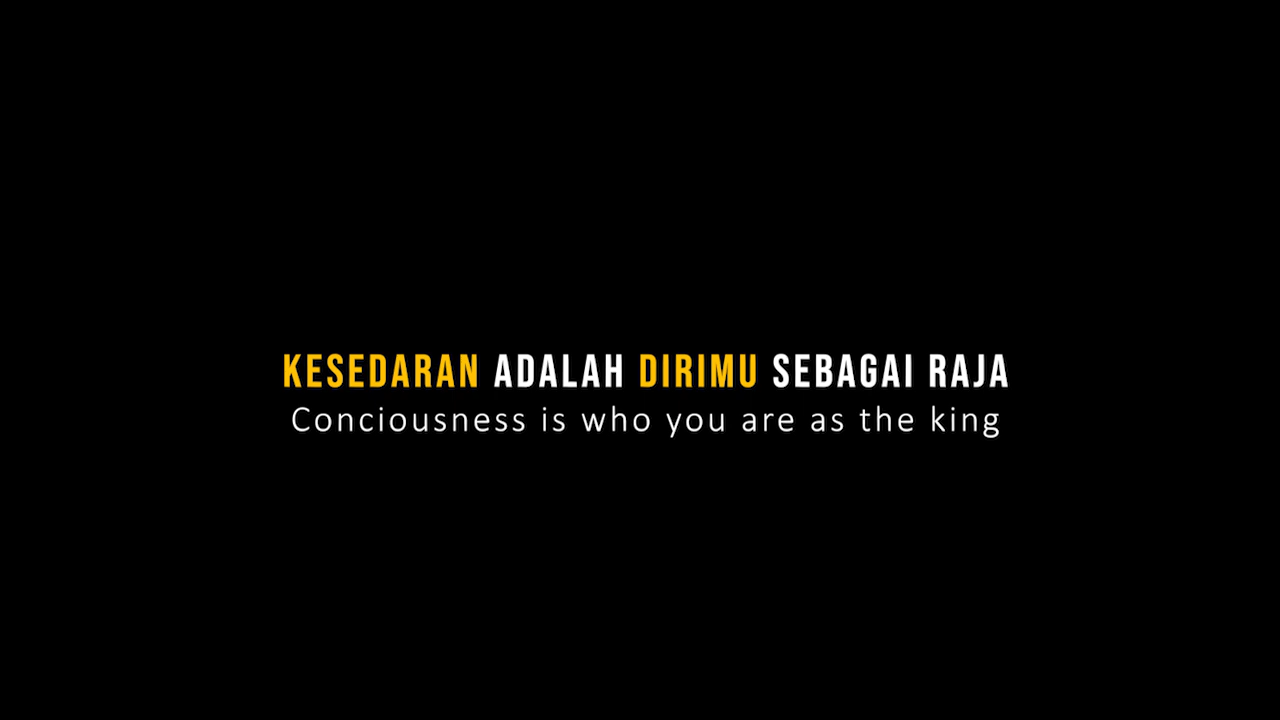 KESEDARAN ADALAH DIRIMU SEBAGAI RAJA
Conciousness is who you are as the king